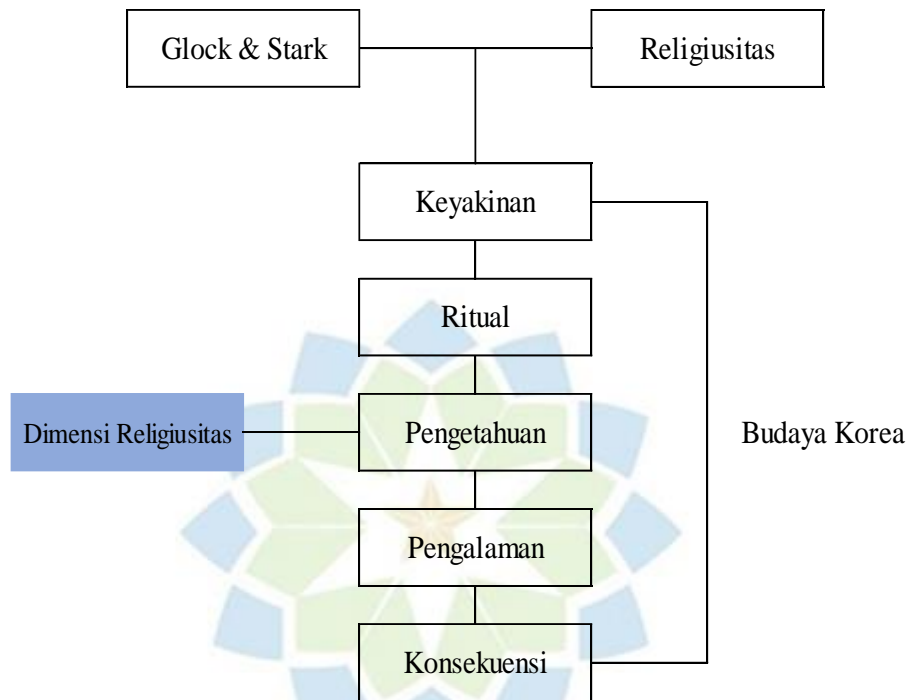 Glock & Stark
Religiusitas
Keyakinan
Ritual
Dimensi Religiusitas
Pengetahuan
Budaya Korea
Pengalaman
Konsekuensi